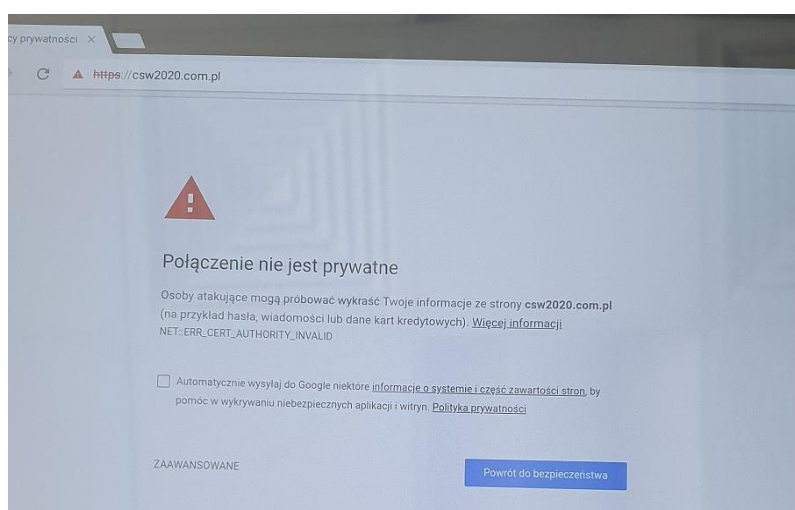 cy prywatności ×
https://csw2020.com.pl
Połączenie nie jest prywatne
Osoby atakujące mogą próbować wykraść Twoje informacje ze strony csw2020.com.pl
(na przykład hasła, wiadomości lub dane kart kredytowych). Więcej informacji
NET::ERR_CERT_AUTHORITY_INVALID
Automatycznie wysyłaj do Google niektóre informacje o systemie i część zawartości stron, by
pomóc w wykrywaniu niebezpiecznych aplikacji i witryn. Polityka prywatności
ZAAWANSOWANE
Powrót do bezpieczeństwa